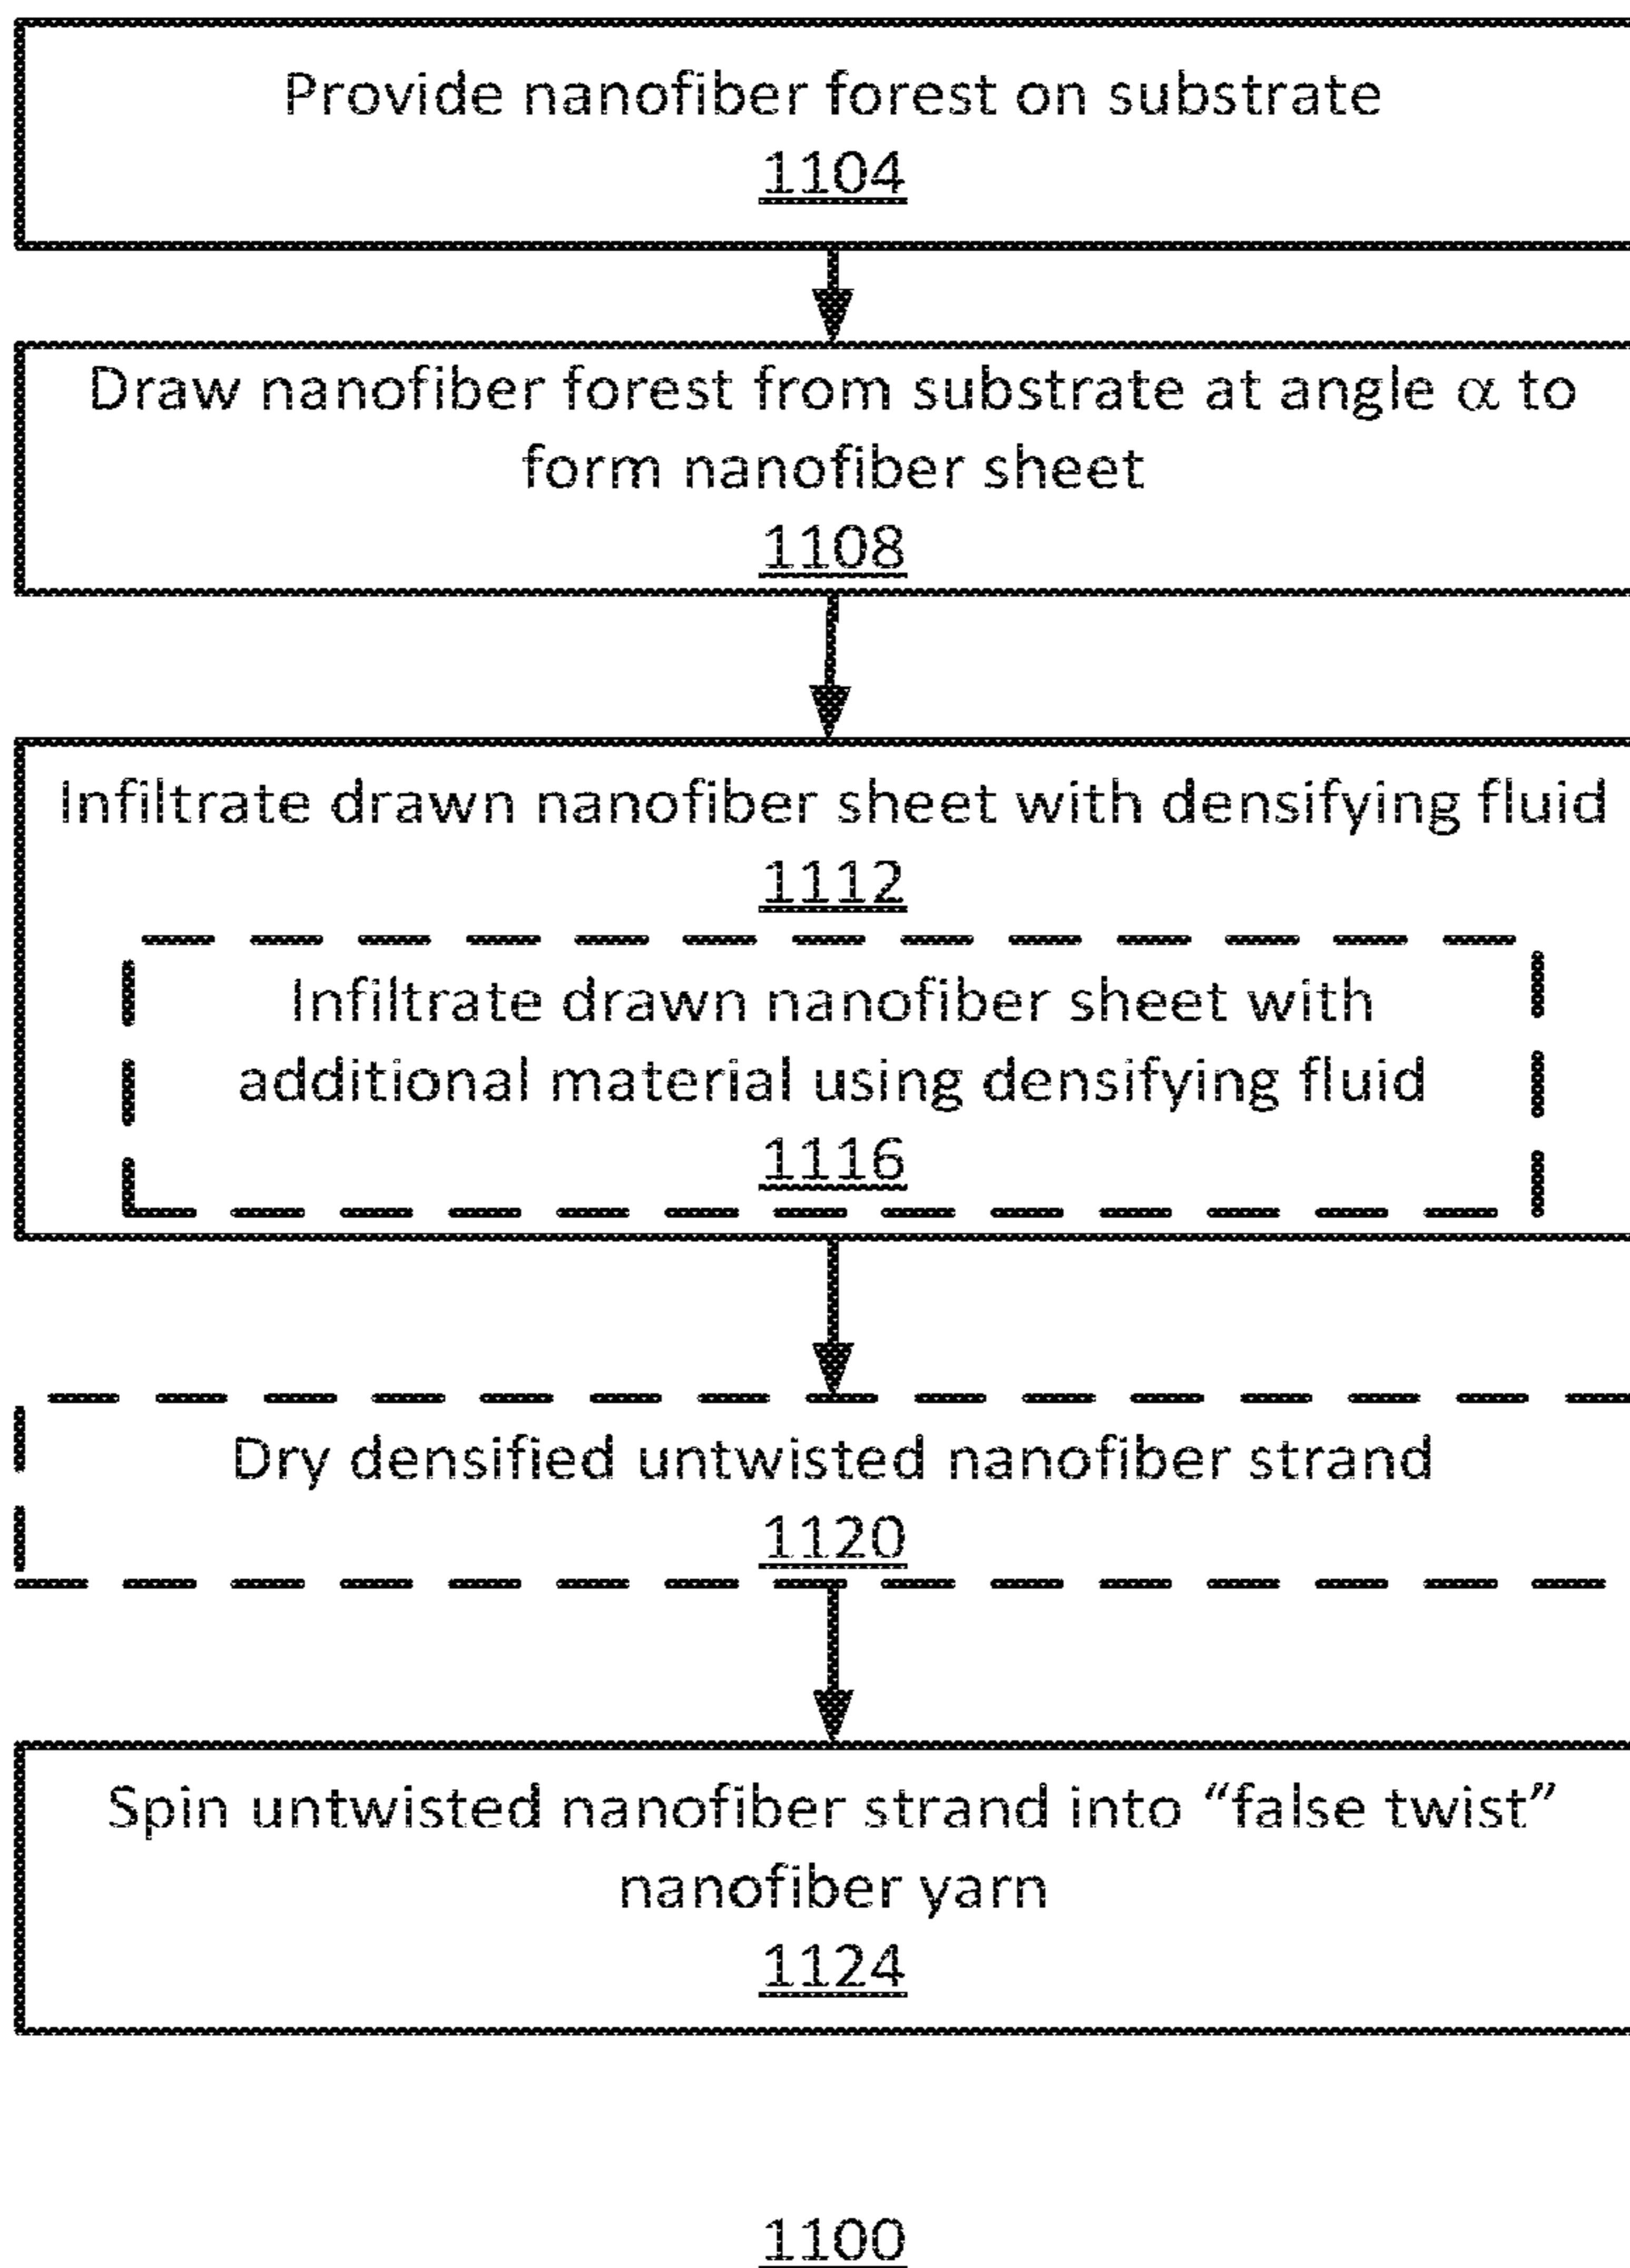 Provide nanofiber forest on substrate
1104
Draw nanofiber forest from substrate at angle α to
form nanofiber sheet
1108
Infiltrate drawn nanofiber sheet with densifying fluid
1112
Infiltrate drawn nanofiber sheet with
additional material using densifying fluid
1116
Dry densified untwisted nanofiber strand
1120
Spin untwisted nanofiber strand into “false twist”
nanofiber yarn
1124
1100